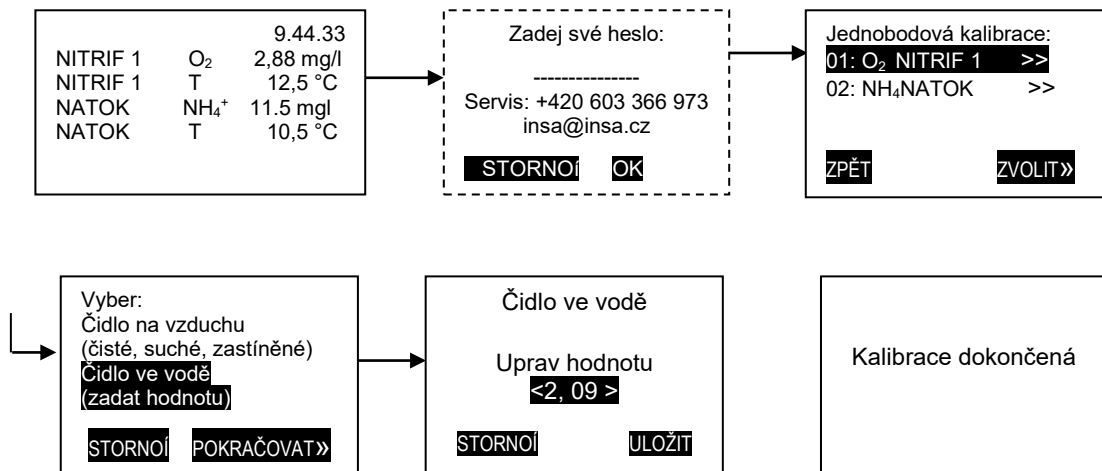 9.44.33
NITRIF 1 O₂ 2,88 mg/l
NITRIF 1 T 12,5 °C
NATOK NH₄⁺ 11.5 mgl
NATOK T 10,5 °C
Zadej své heslo:
---------------
Servis: +420 603 366 973
insa@insa.cz
STORNOÍ OK
Jednobodová kalibrace:
01: O₂ NITRIF 1 >>
02: NH₄NATOK >>
ZPĚT ZVOLIT»
Vyber:
Čidlo na vzduchu
(čisté, suché, zastíněné)
Čidlo ve vodě
(zadat hodnotu)
STORNOÍ POKRAČOVAT»
Čidlo ve vodě
Uprav hodnotu
<2, 09 >
STORNOÍ ULOŽIT
Kalibrace dokončená